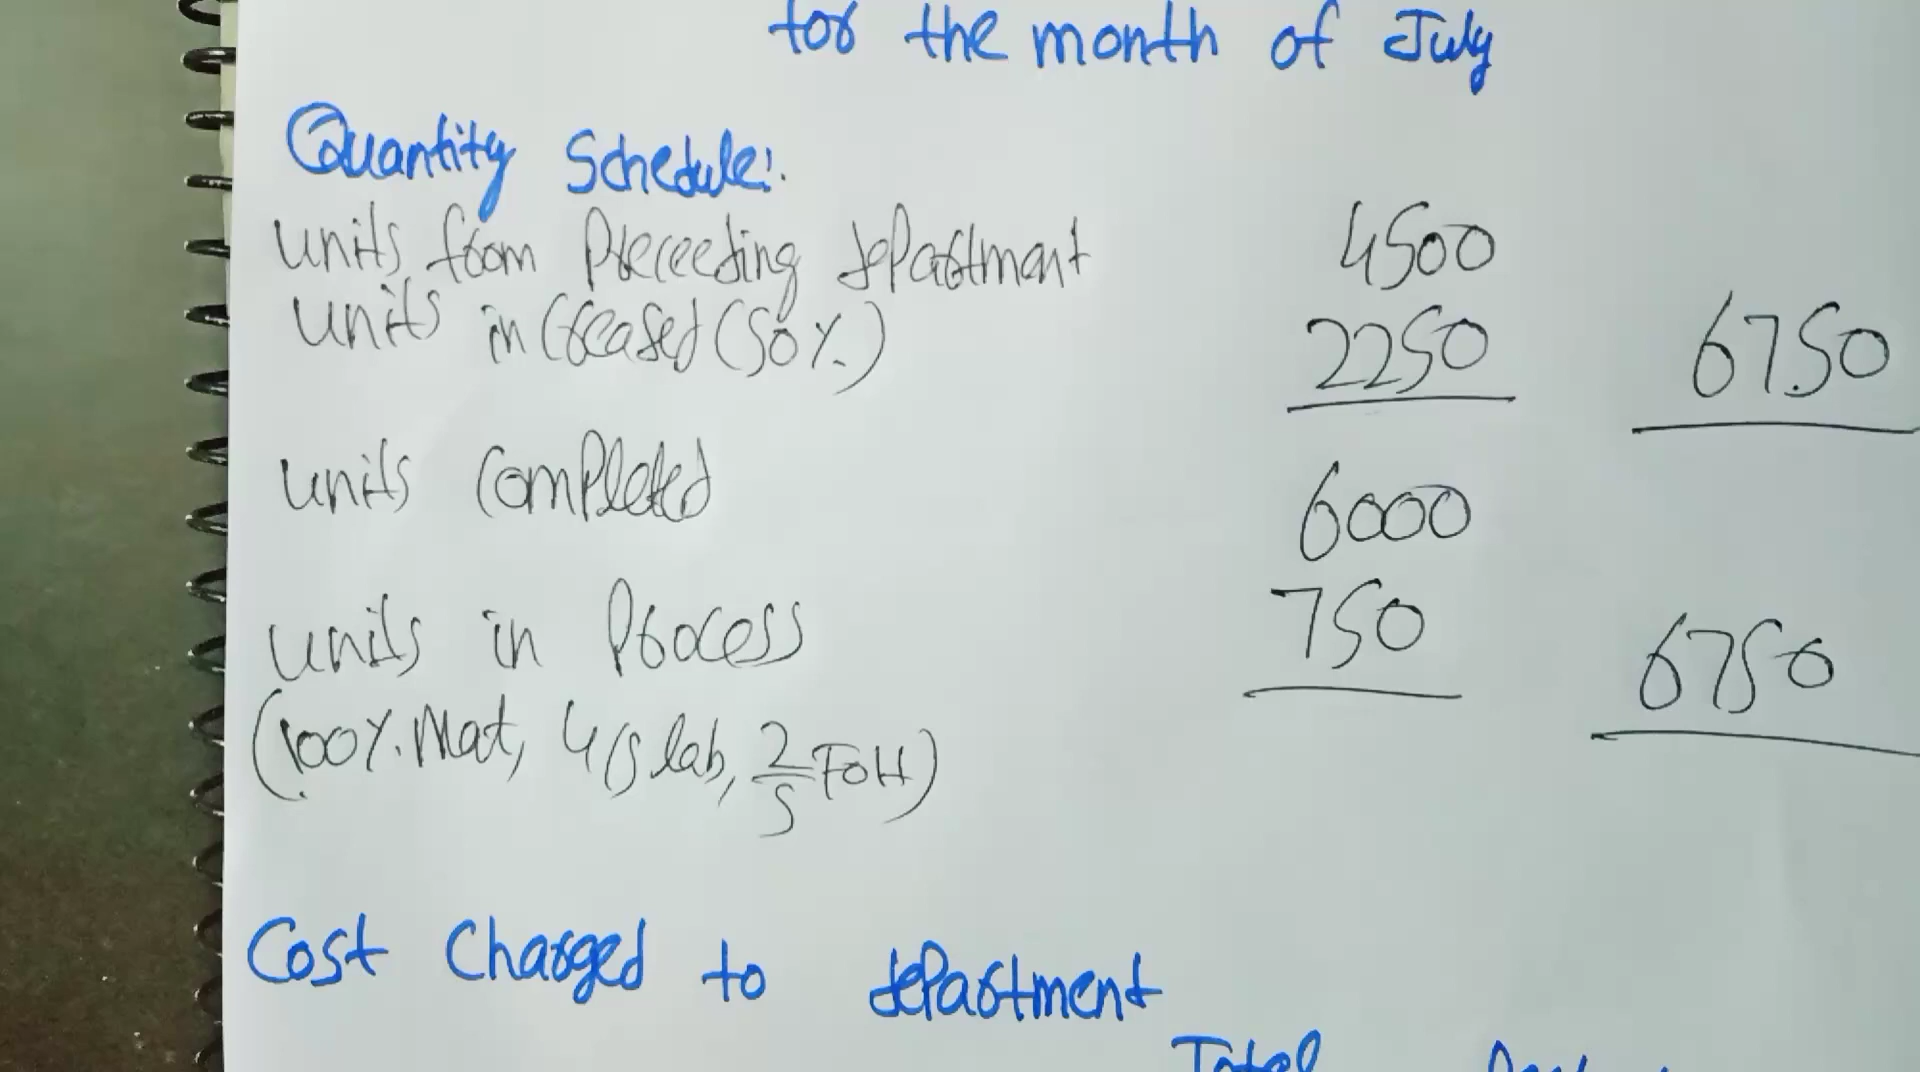 for the month of July
Quantity Schedule:.
units from Preceeding department 4500
units increased (50%) 2250 6750
units Completed 6000
units in Process 750 6750
(100%. Mat, 4/5 lab, 2/5 FOH)
Cost Charged to department
Total